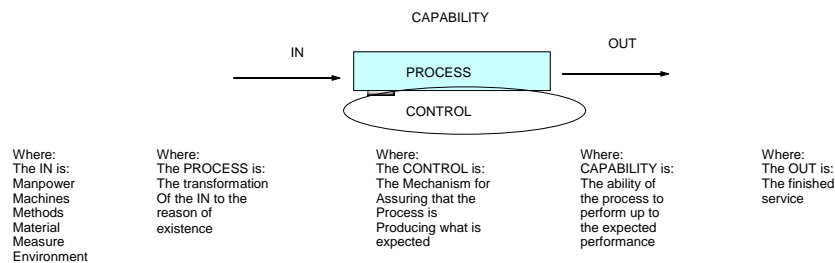 CAPABILITY
IN
OUT
PROCESS
CONTROL
Where:
The IN is:
Manpower
Machines
Methods
Material
Measure
Environment
Where:
The PROCESS is:
The transformation
Of the IN to the
reason of
existence
Where:
The CONTROL is:
The Mechanism for
Assuring that the
Process is
Producing what is
expected
Where:
CAPABILITY is:
The ability of
the process to
perform up to
the expected
performance
Where:
The OUT is:
The finished
service